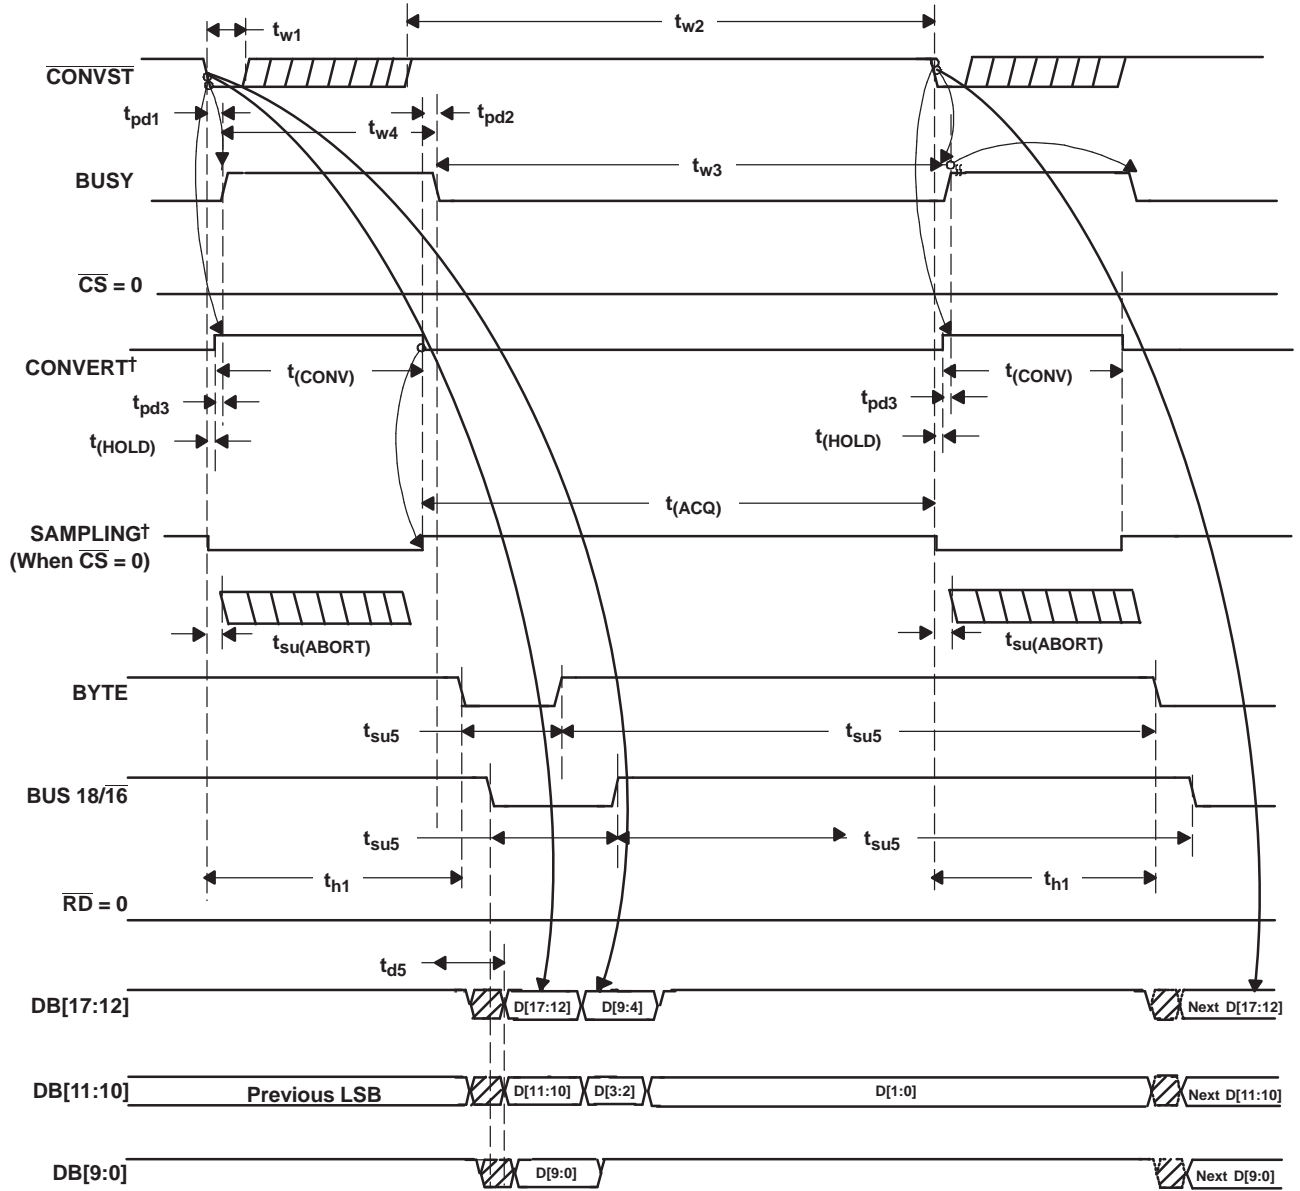 tw1
tw2
CONVST
tpd1
tw4
tpd2
tw3
BUSY
CS = 0
CONVERT†
t(CONV)
t(CONV)
tpd3
tpd3
t(HOLD)
t(HOLD)
t(ACQ)
SAMPLING†
(When CS = 0)
tsu(ABORT)
tsu(ABORT)
BYTE
tsu5
tsu5
BUS 18/16
tsu5
tsu5
th1
th1
RD = 0
td5
DB[17:12]
D[17:12]
D[9:4]
Next D[17:12]
DB[11:10]
Previous LSB
D[11:10]
D[3:2]
D[1:0]
Next D[11:10]
DB[9:0]
D[9:0]
Next D[9:0]